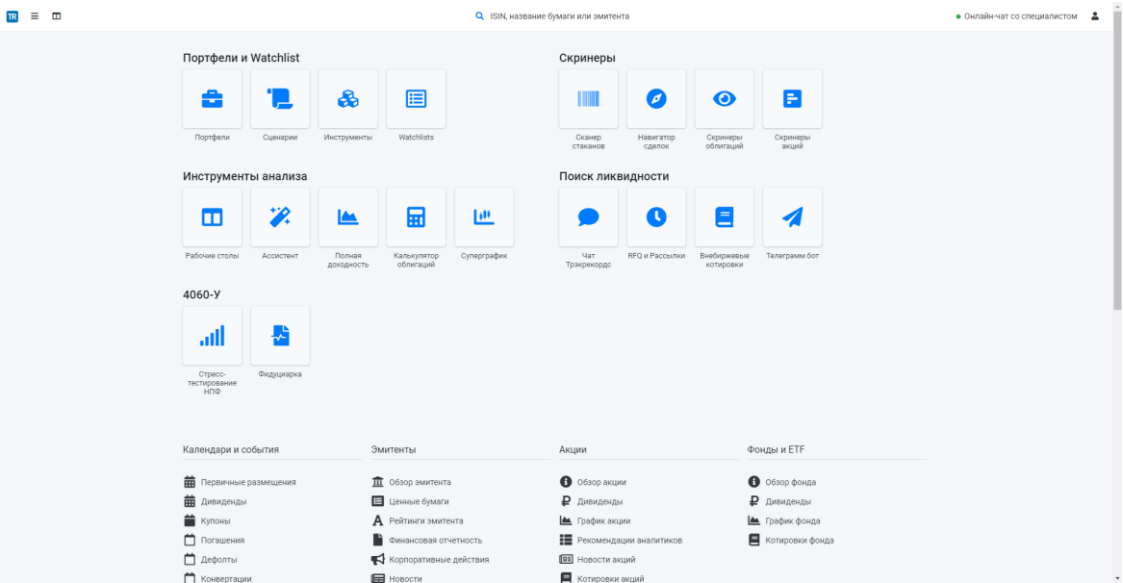 TR
ISIN, название бумаги или эмитента
Онлайн-чат со специалистом
Портфели и Watchlist
Портфели
Сценарии
Инструменты
Watchlists
Скринеры
Сканер
стаканов
Навигатор
сделок
Скринеры
облигаций
Скринеры
акций
Инструменты анализа
Рабочие столы
Ассистент
Полная
доходность
Калькулятор
облигаций
Суперграфик
Поиск ликвидности
Чат
Трэкрекордс
RFQ и Рассылки
Внебиржевые
котировки
Телеграмм бот
4060-У
Стресс-
тестирование
НПФ
Фидуциарка
Календари и события
Первичные размещения
Дивиденды
Купоны
Погашения
Дефолты
Конвертации
Эмитенты
Обзор эмитента
Ценные бумаги
Рейтинги эмитента
Финансовая отчетность
Корпоративные действия
Новости
Акции
Обзор акции
Дивиденды
График акции
Рекомендации аналитиков
Новости акций
Котировки акций
Фонды и ETF
Обзор фонда
Дивиденды
График фонда
Котировки фонда